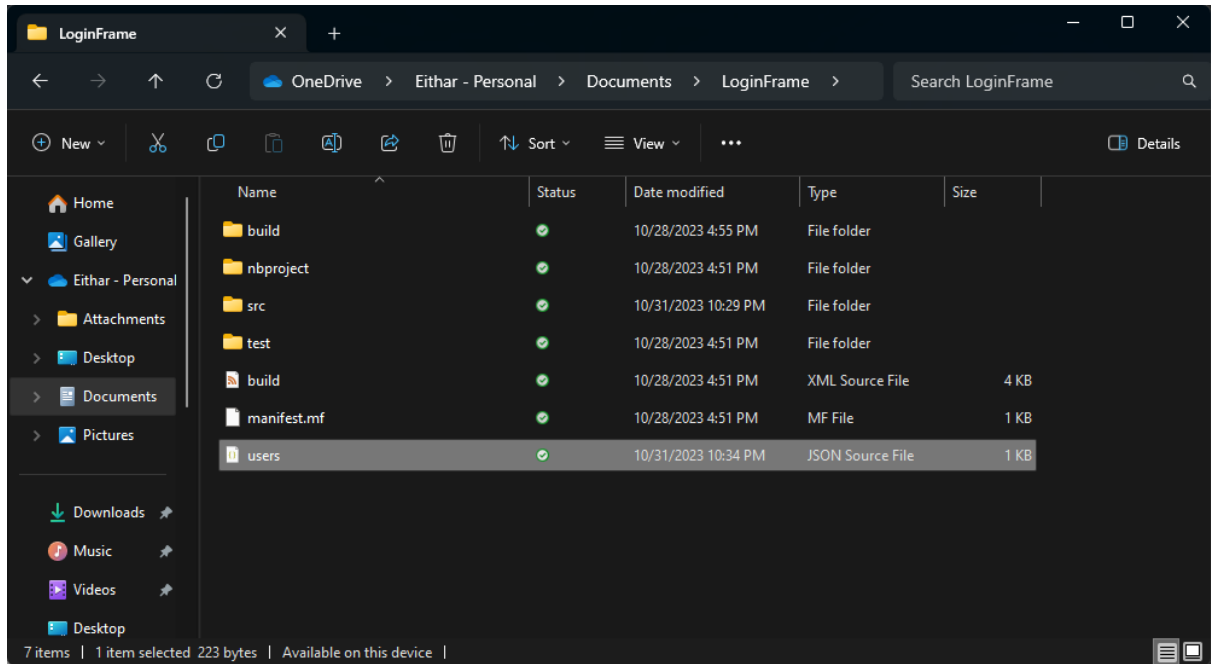 LoginFrame
OneDrive > Eithar - Personal > Documents > LoginFrame > Search LoginFrame
New Sort View ... Details
Name Status Date modified Type Size
Home
Gallery
Eithar - Personal
Attachments
Desktop
Documents
Pictures
Downloads
Music
Videos
Desktop
build 10/28/2023 4:55 PM File folder
nbproject 10/28/2023 4:51 PM File folder
src 10/31/2023 10:29 PM File folder
test 10/28/2023 4:51 PM File folder
build 10/28/2023 4:51 PM XML Source File 4 KB
manifest.mf 10/28/2023 4:51 PM MF File 1 KB
users 10/31/2023 10:34 PM JSON Source File 1 KB
7 items | 1 item selected 223 bytes | Available on this device |